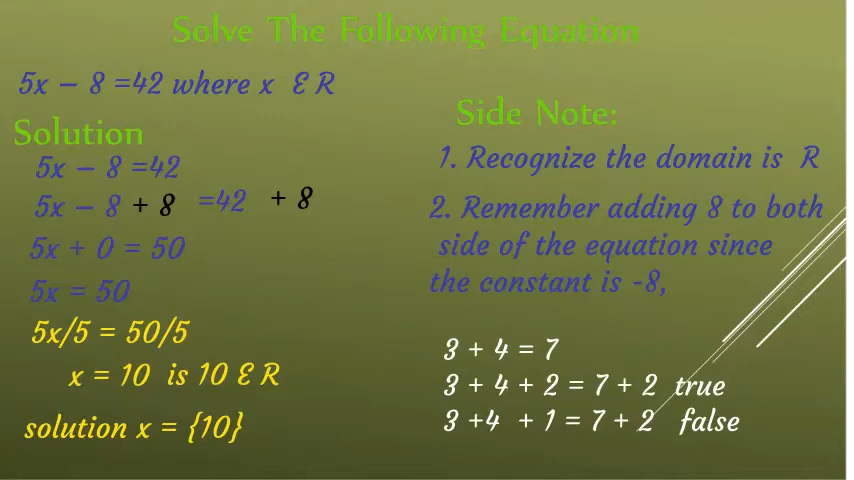 Solve The Following Equation
5x – 8 =42 where x Ɛ R
Solution
5x – 8 =42
5x – 8 + 8 =42 + 8
5x + 0 = 50
5x = 50
5x/5 = 50/5
x = 10 is 10 Ɛ R
solution x = {10}
Side Note:
1. Recognize the domain is R
2. Remember adding 8 to both
side of the equation since
the constant is -8,
3 + 4 = 7
3 + 4 + 2 = 7 + 2 true
3 +4 + 1 = 7 + 2 false